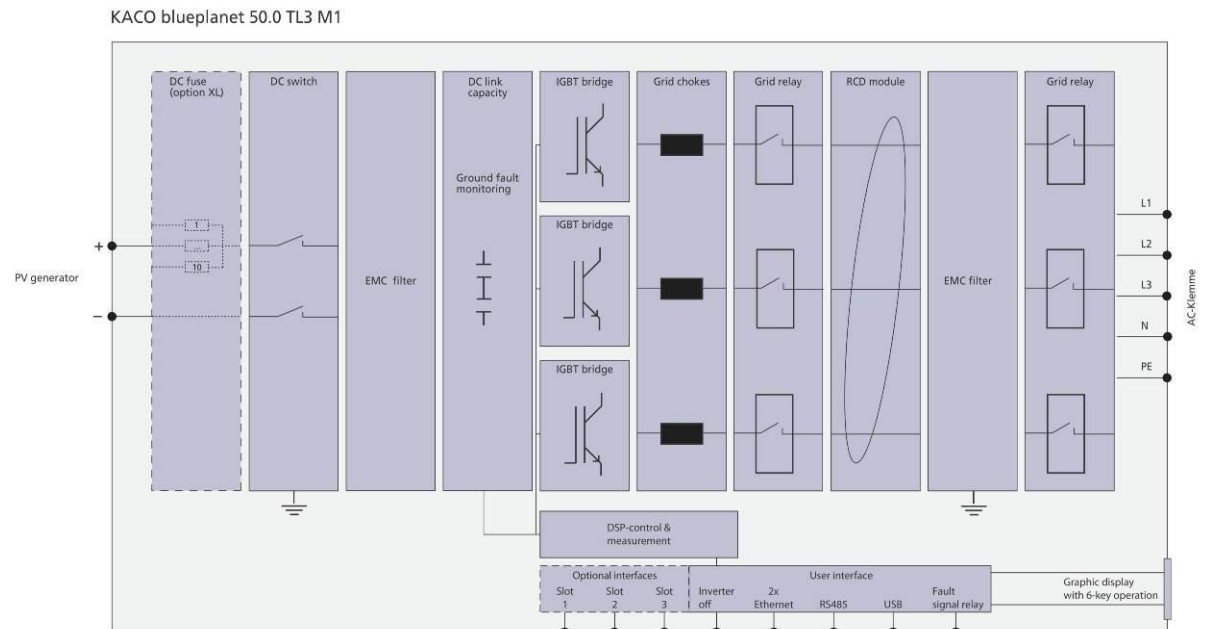 KACO blueplanet 50.0 TL3 M1
DC fuse
(option XL)
DC switch
DC link
capacity
IGBT bridge
Grid chokes
Grid relay
RCD module
Grid relay
Ground fault
monitoring
L1
1
IGBT bridge
+
...
L2
10
PV generator
EMC filter
EMC filter
L3
AC-Klemme
–
N
IGBT bridge
PE
DSP-control &
measurement
Optional interfaces
User interface
Slot
1
Slot
2
Slot
3
Inverter
off
2x
Ethernet
RS485
USB
Fault
signal relay
Graphic display
with 6-key operation